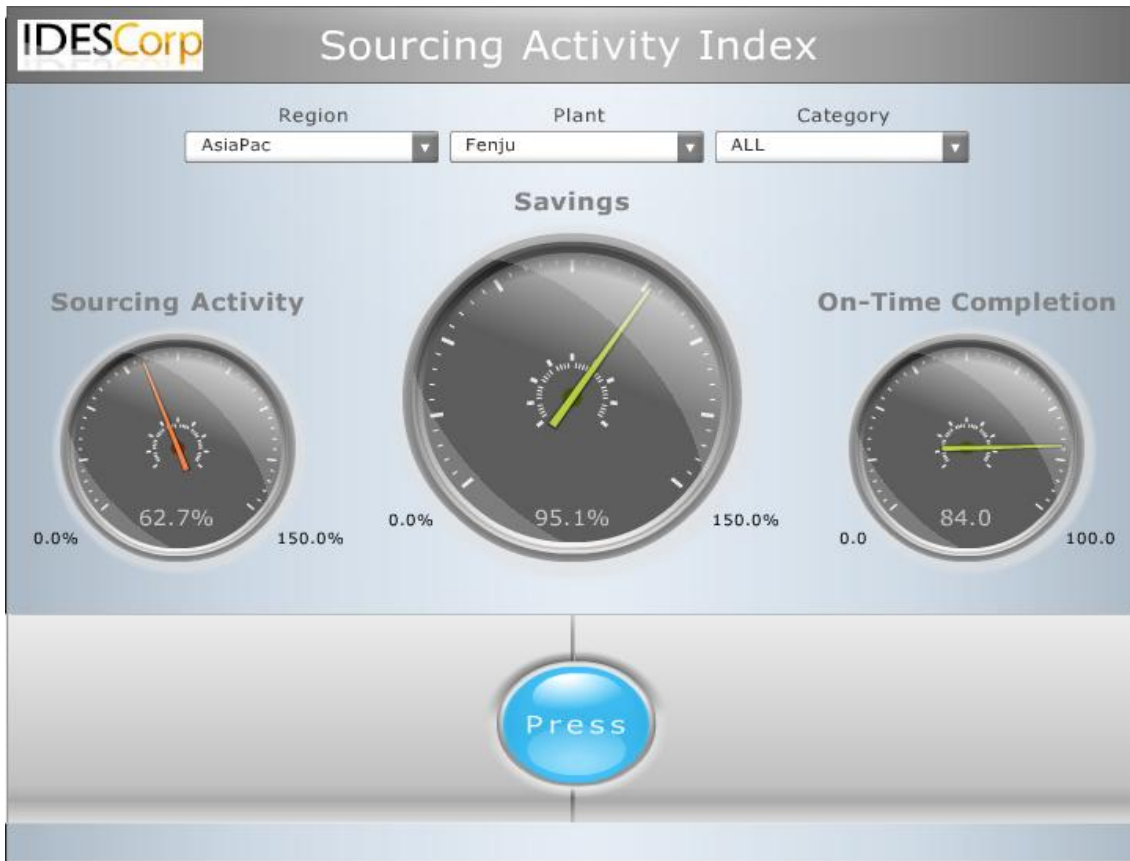 IDESCorp
Sourcing Activity Index
Region
Plant
Category
AsiaPac
Fenju
ALL
Savings
Sourcing Activity
On-Time Completion
62.7%
0.0%
150.0%
95.1%
0.0%
150.0%
84.0
0.0
100.0
Press